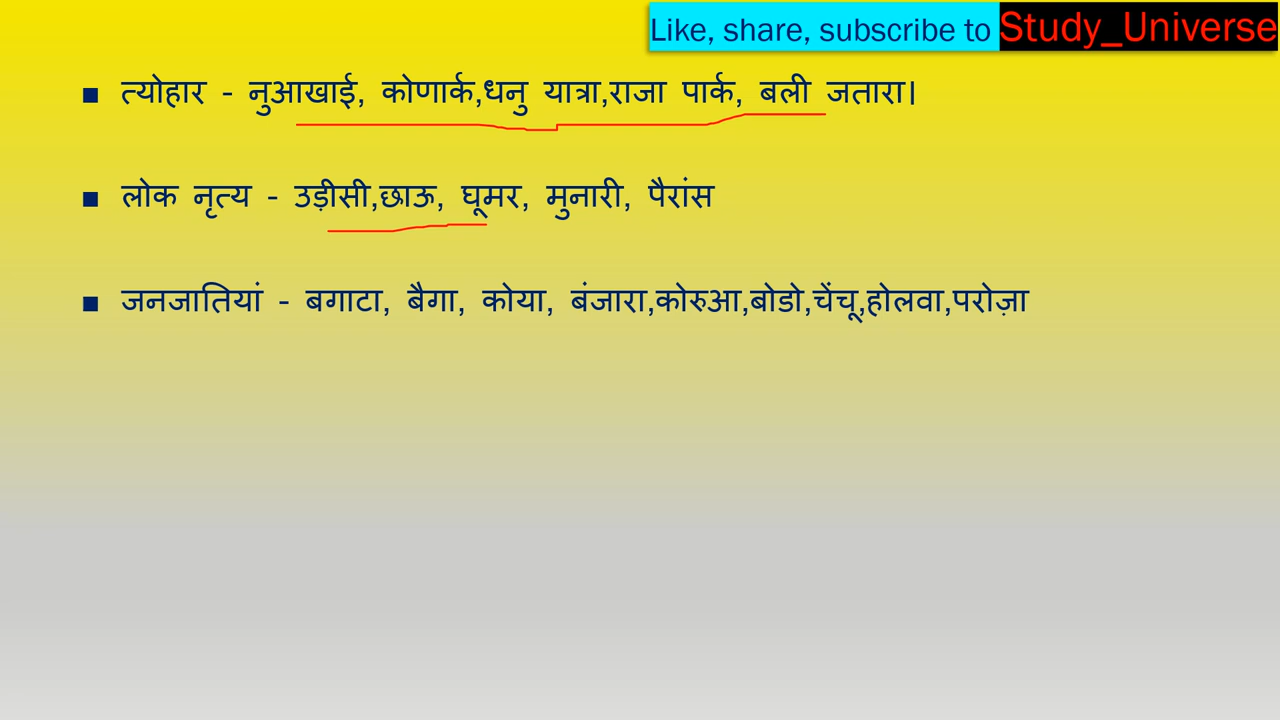 Like, share, subscribe to Study_Universe
▪ त्योहार - नुआखाई, कोणार्क,धनु यात्रा,राजा पार्क, बली जतारा।
▪ लोक नृत्य - उड़ीसी,छाऊ, घूमर, मुनारी, पैरांस
▪ जनजातियां - बगाटा, बैगा, कोया, बंजारा,कोरुआ,बोडो,चेंचू,होलवा,परोज़ा